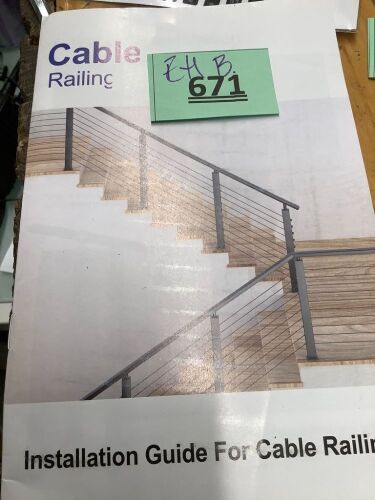 Cable
Railing
EH B.
671
Installation Guide For Cable Railin